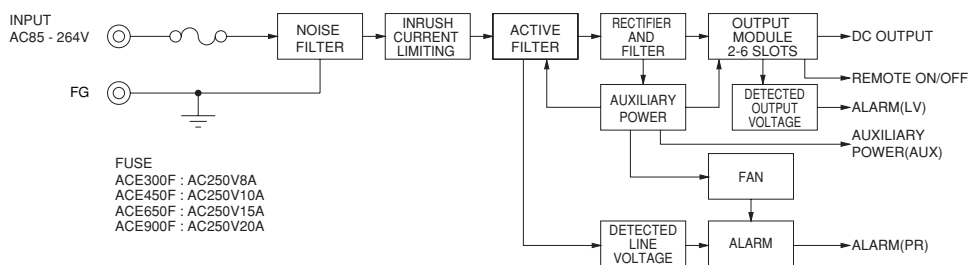 INPUT
AC85 - 264V
FG
NOISE
FILTER
INRUSH
CURRENT
LIMITING
ACTIVE
FILTER
RECTIFIER
AND
FILTER
OUTPUT
MODULE
2-6 SLOTS
DC OUTPUT
REMOTE ON/OFF
AUXILIARY
POWER
DETECTED
OUTPUT
VOLTAGE
ALARM(LV)
AUXILIARY
POWER(AUX)
FUSE
ACE300F : AC250V8A
ACE450F : AC250V10A
ACE650F : AC250V15A
ACE900F : AC250V20A
FAN
DETECTED
LINE
VOLTAGE
ALARM
ALARM(PR)